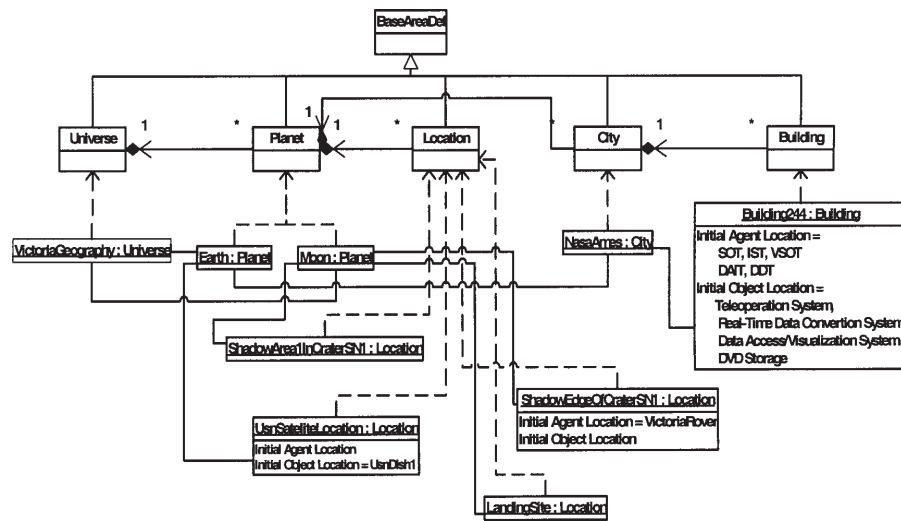 BaseAreaDef
1 * 1 1 * * 1 *
Universe Planet Location City Building
VictoriaGeography : Universe
Earth : Planet
Moon : Planet
NasaAmes : City
Building244 : Building
Initial Agent Location =
SOT, IST, VSOT
DAIT, DDT
Initial Object Location =
Teleoperation System,
Real-Time Data Convertion System
Data Access/Visualization System
DVD Storage
ShadowArea1InCraterSN1 : Location
ShadowEdgeOfCraterSN1 : Location
Initial Agent Location = VictoriaRover
Initial Object Location
UsnSateliteLocation : Location
Initial Agent Location
Initial Object Location = UsnDish1
LandingSite : Location